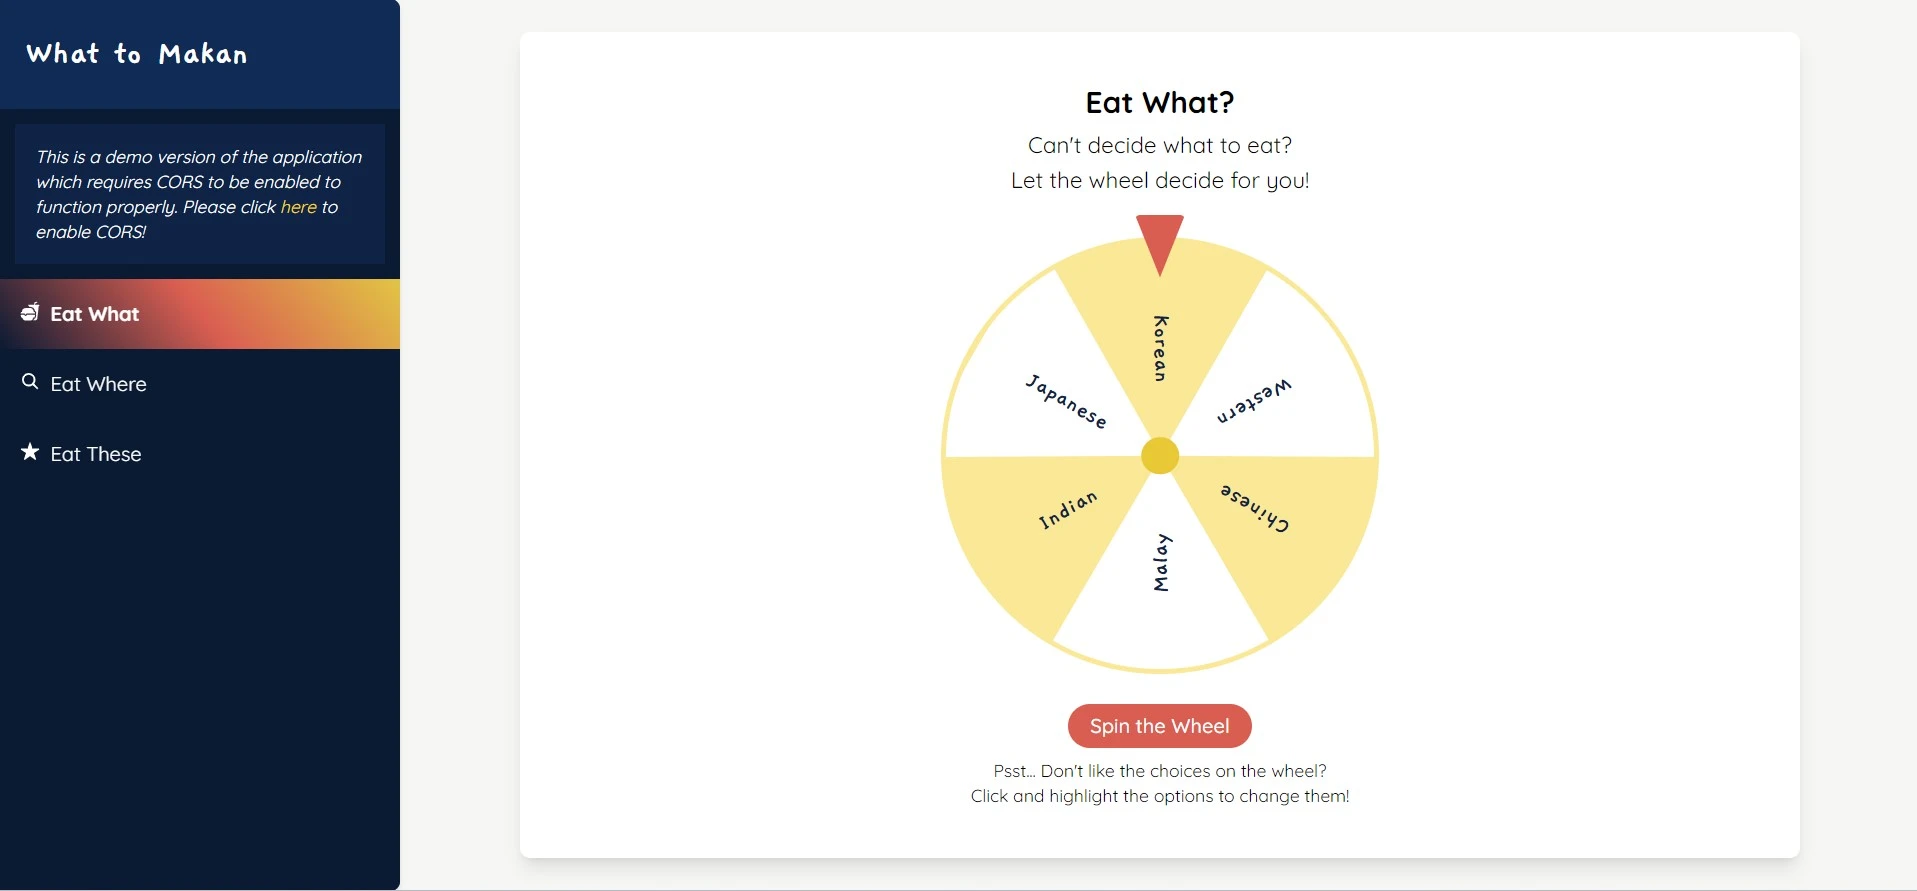 What to Makan
This is a demo version of the application
which requires CORS to be enabled to
function properly. Please click here to
enable CORS!
Eat What
Eat Where
Eat These
Eat What?
Can't decide what to eat?
Let the wheel decide for you!
Korean
Western
Chinese
Malay
Indian
Japanese
Spin the Wheel
Psst... Don't like the choices on the wheel?
Click and highlight the options to change them!